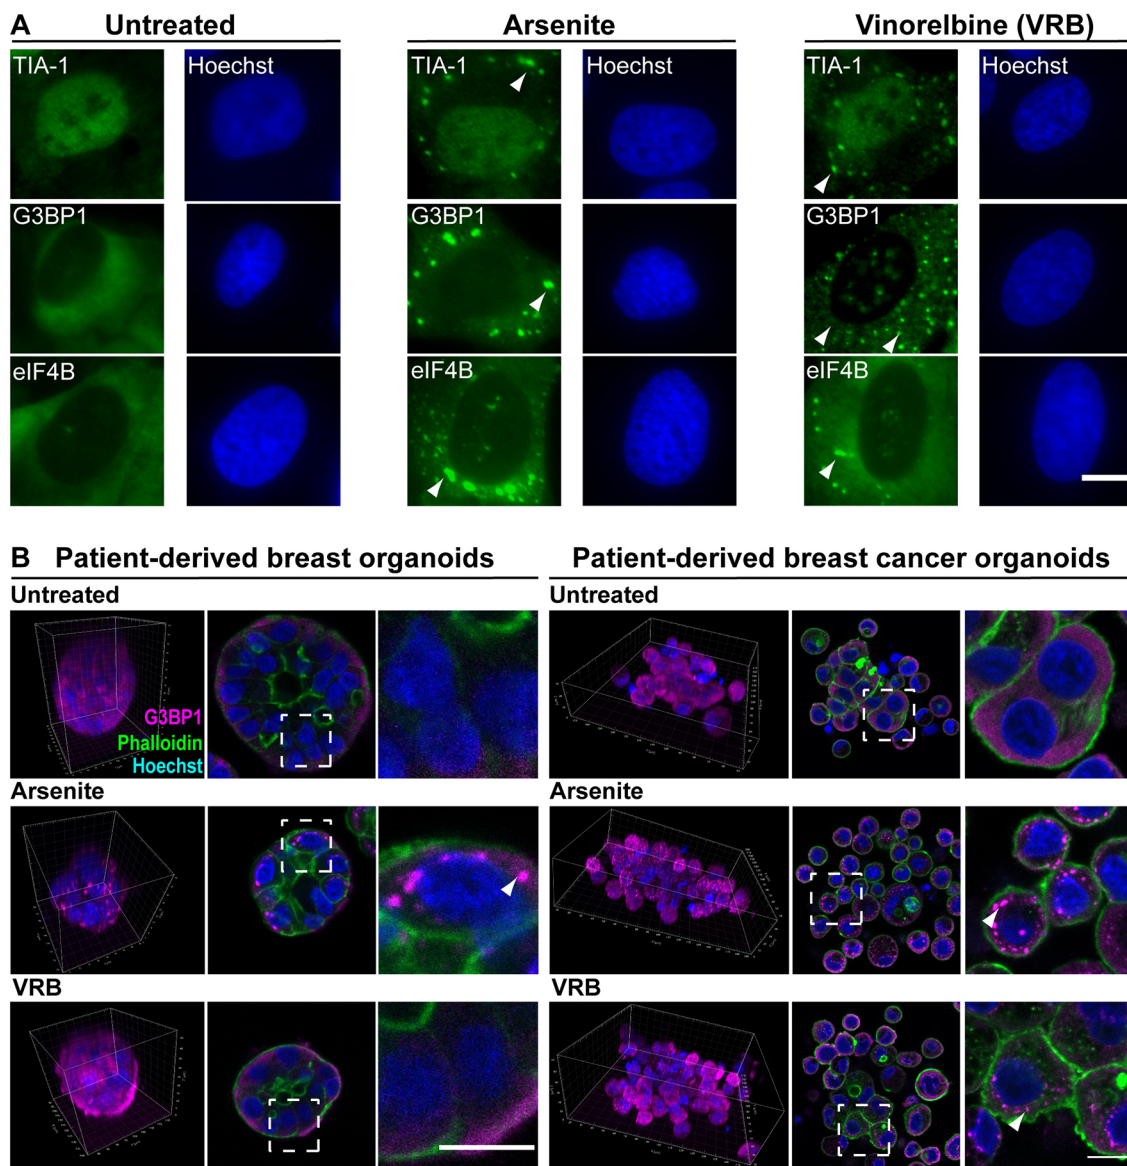 A Untreated Arsenite Vinorelbine (VRB)
TIA-1 Hoechst TIA-1 Hoechst TIA-1 Hoechst
G3BP1 G3BP1 G3BP1
eIF4B eIF4B eIF4B
B Patient-derived breast organoids Patient-derived breast cancer organoids
Untreated Untreated
G3BP1
Phalloidin
Hoechst
Arsenite Arsenite
VRB VRB